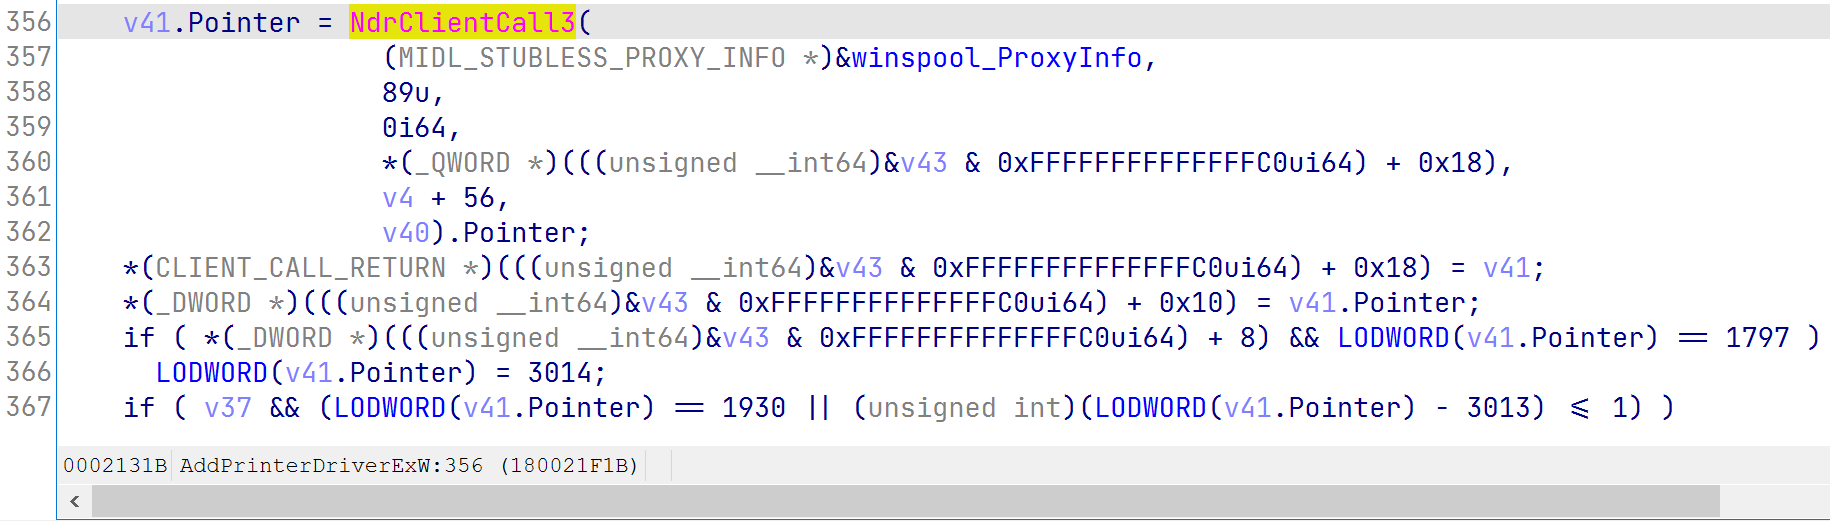 356 v41.Pointer = NdrClientCall3(
357 (MIDL_STUBLESS_PROXY_INFO *)&winspool_ProxyInfo,
358 89u,
359 0i64,
360 *(_QWORD *)(((unsigned __int64)&v43 & 0xFFFFFFFFFFFFFFC0ui64) + 0x18),
361 v4 + 56,
362 v40).Pointer;
363 *(CLIENT_CALL_RETURN *)(((unsigned __int64)&v43 & 0xFFFFFFFFFFFFFFC0ui64) + 0x18) = v41;
364 *(_DWORD *)(((unsigned __int64)&v43 & 0xFFFFFFFFFFFFFFC0ui64) + 0x10) = v41.Pointer;
365 if ( *(_DWORD *)(((unsigned __int64)&v43 & 0xFFFFFFFFFFFFFFC0ui64) + 8) && LODWORD(v41.Pointer) == 1797 )
366 LODWORD(v41.Pointer) = 3014;
367 if ( v37 && (LODWORD(v41.Pointer) == 1930 || (unsigned int)(LODWORD(v41.Pointer) - 3013) <= 1) )
0002131B AddPrinterDriverExW:356 (180021F1B)